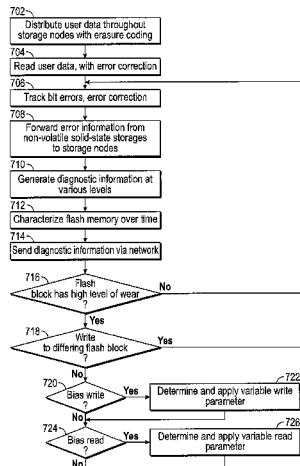 702
Distribute user data throughout
storage nodes with erasure coding
704
Read user data, with error correction
706
Track bit errors, error correction
708
Forward error information from
non-volatile solid-state storages
to storage nodes
710
Generate diagnostic information at
various levels
712
Characterize flash memory over time
714
Send diagnostic information via network
716
Flash
block has high level of wear
?
No
Yes
718
Write
to differing flash block
?
Yes
No
720
Bias write
?
Yes
722
Determine and apply variable write
parameter
No
724
Bias read
?
Yes
726
Determine and apply variable read
parameter
No